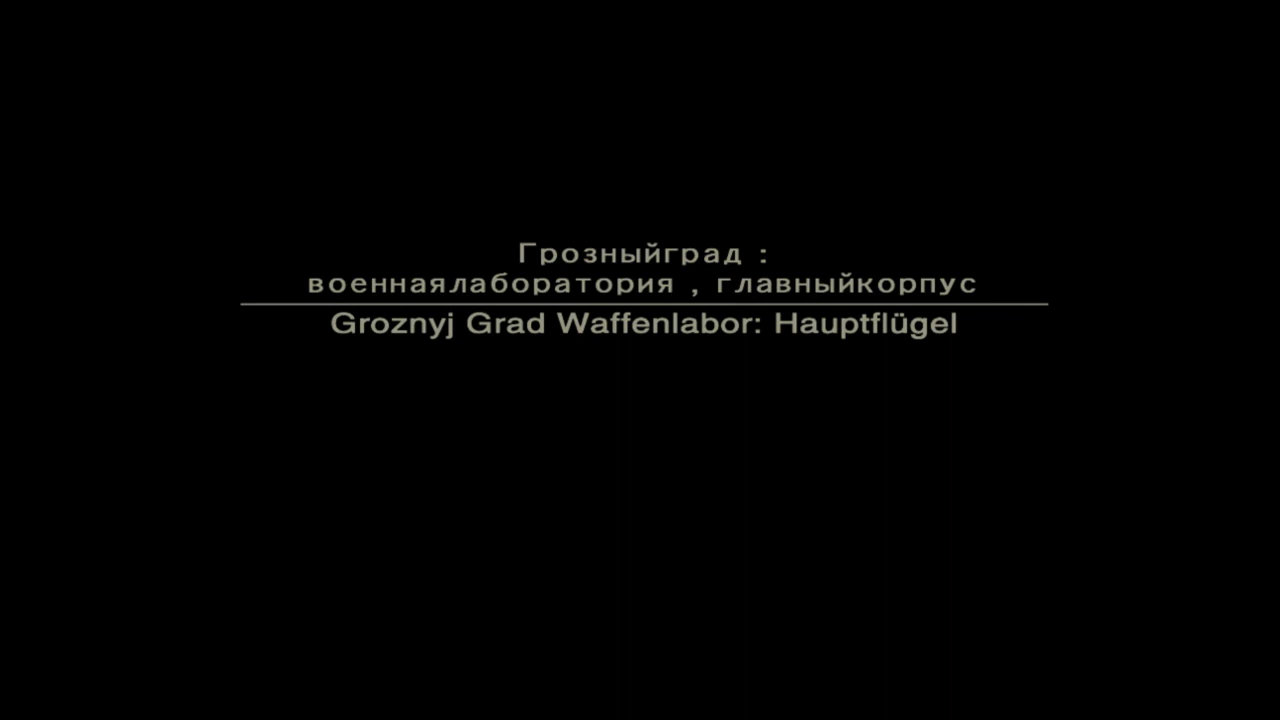 Грозныйград :
военнаялаборатория , главныйкорпус
Groznyj Grad Waffenlabor: Hauptflügel